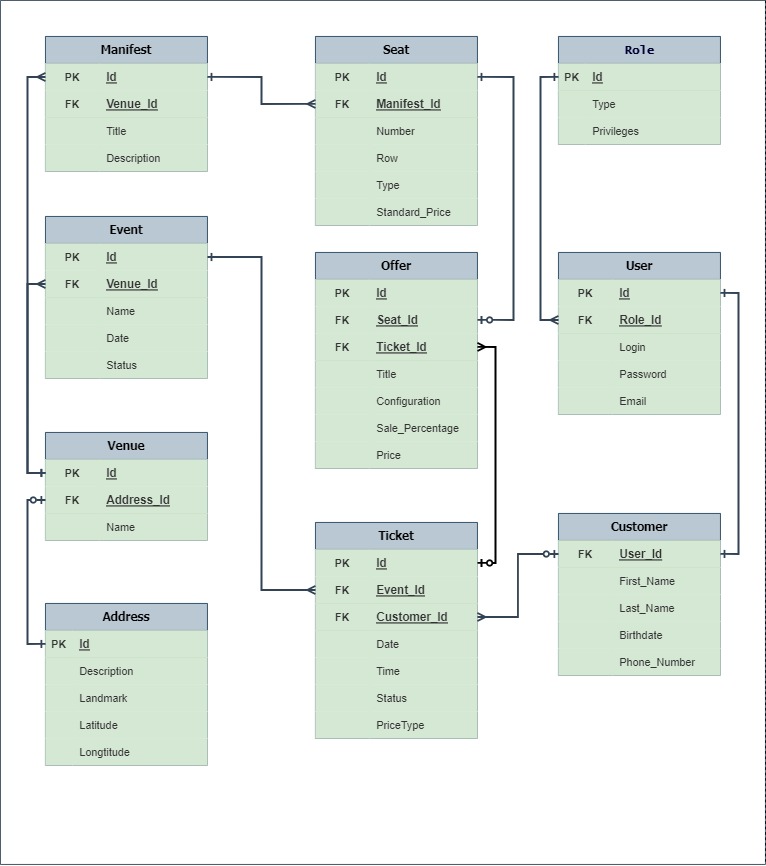 Manifest
PK Id
FK Venue_Id
Title
Description
Seat
PK Id
FK Manifest_Id
Number
Row
Type
Standard_Price
Role
PK Id
Type
Privileges
Event
PK Id
FK Venue_Id
Name
Date
Status
Offer
PK Id
FK Seat_Id
FK Ticket_Id
Title
Configuration
Sale_Percentage
Price
User
PK Id
FK Role_Id
Login
Password
Email
Venue
PK Id
FK Address_Id
Name
Ticket
PK Id
FK Event_Id
FK Customer_Id
Date
Time
Status
PriceType
Customer
FK User_Id
First_Name
Last_Name
Birthdate
Phone_Number
Address
PK Id
Description
Landmark
Latitude
Longtitude